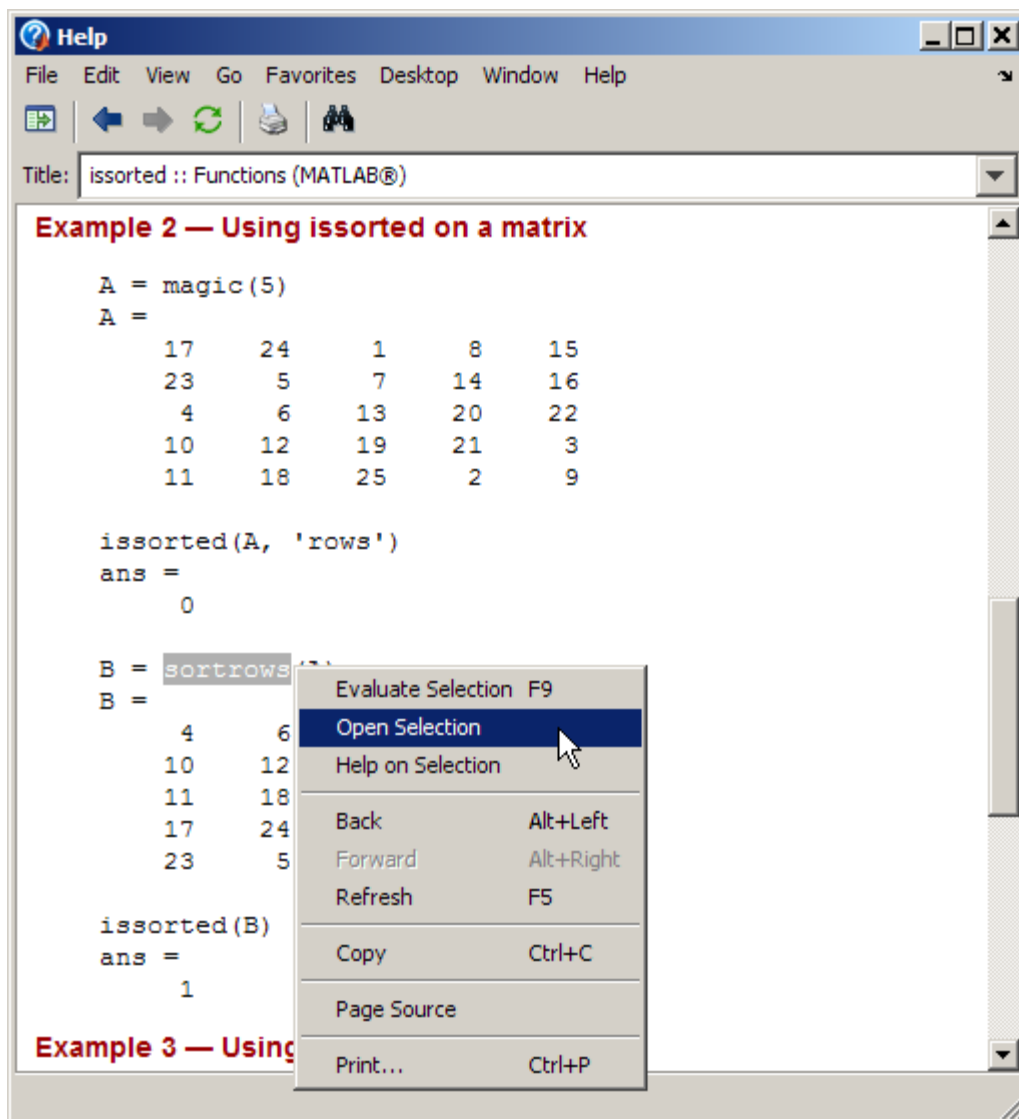 Help
File Edit View Go Favorites Desktop Window Help
Title: issorted :: Functions (MATLAB®)
Example 2 — Using issorted on a matrix
A = magic(5)
A =
17 24 1 8 15
23 5 7 14 16
4 6 13 20 22
10 12 19 21 3
11 18 25 2 9
issorted(A, 'rows')
ans =
0
B = sortrows
B =
4 6
10 12
11 18
17 24
23 5
issorted(B)
ans =
1
Example 3 — Using
Evaluate Selection F9
Open Selection
Help on Selection
Back Alt+Left
Forward Alt+Right
Refresh F5
Copy Ctrl+C
Page Source
Print... Ctrl+P